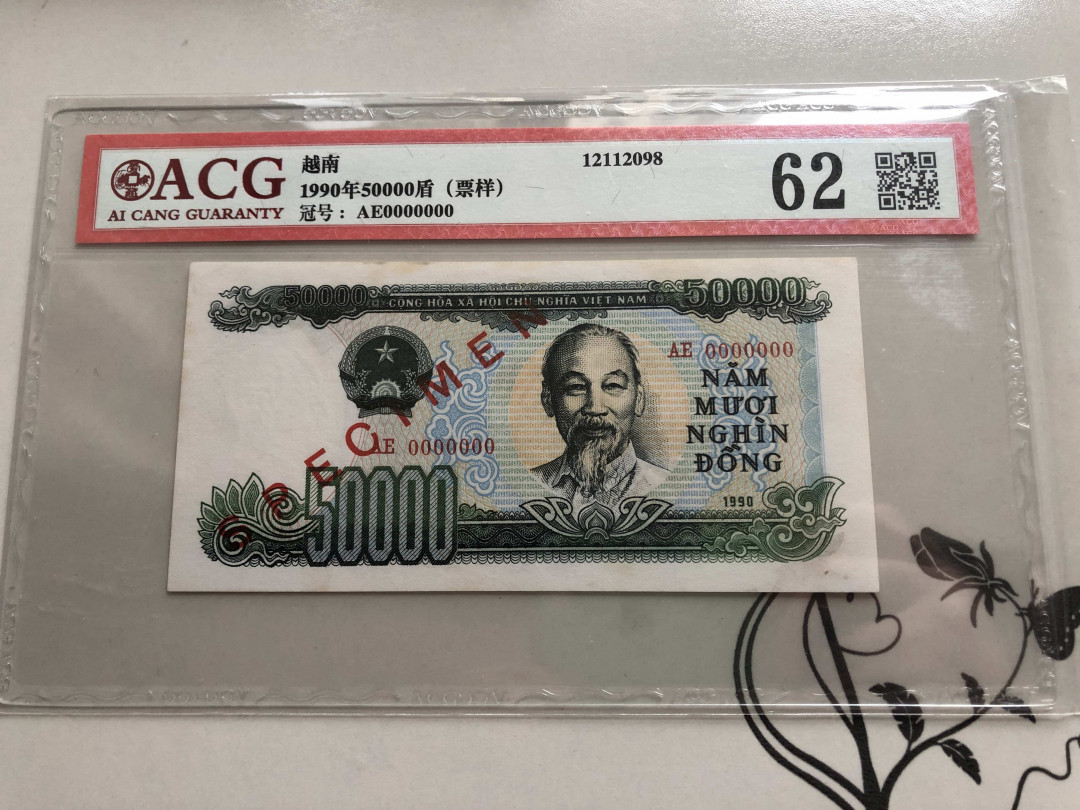 ACG
AI CANG GUARANTY
越南
1990年50000盾（票样）
冠号：AE0000000
12112098
62
50000
CỘNG HÒA XÃ HỘI CHỦ NGHĨA VIỆT NAM
50000
SPECIMEN
AE 0000000
NĂM
MƯƠI
NGHÌN
ĐỒNG
AE 0000000
50000
1990